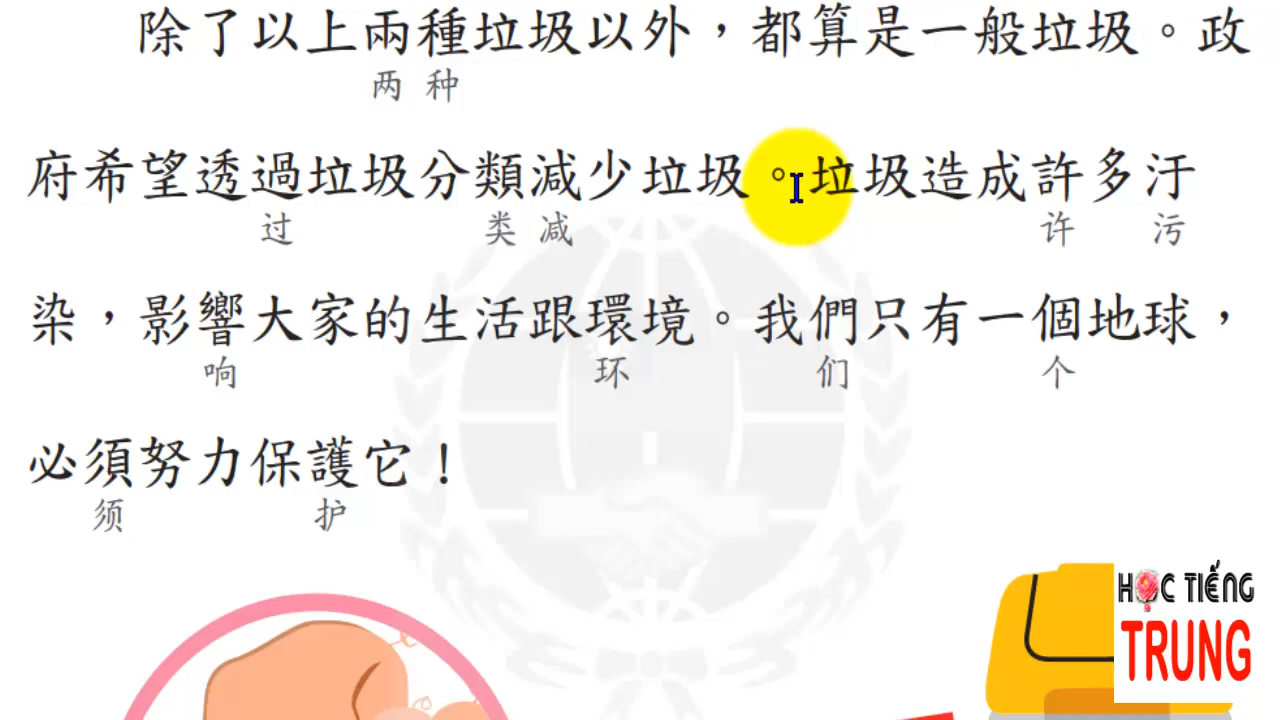 除了以上兩種垃圾以外，都算是一般垃圾。政
两 种
府希望透過垃圾分類減少垃圾。垃圾造成許多汙
过 类 减 许 污
染，影響大家的生活跟環境。我們只有一個地球，
响 环 们 个
必須努力保護它！
须 护
HỌC TIẾNG
TRUNG